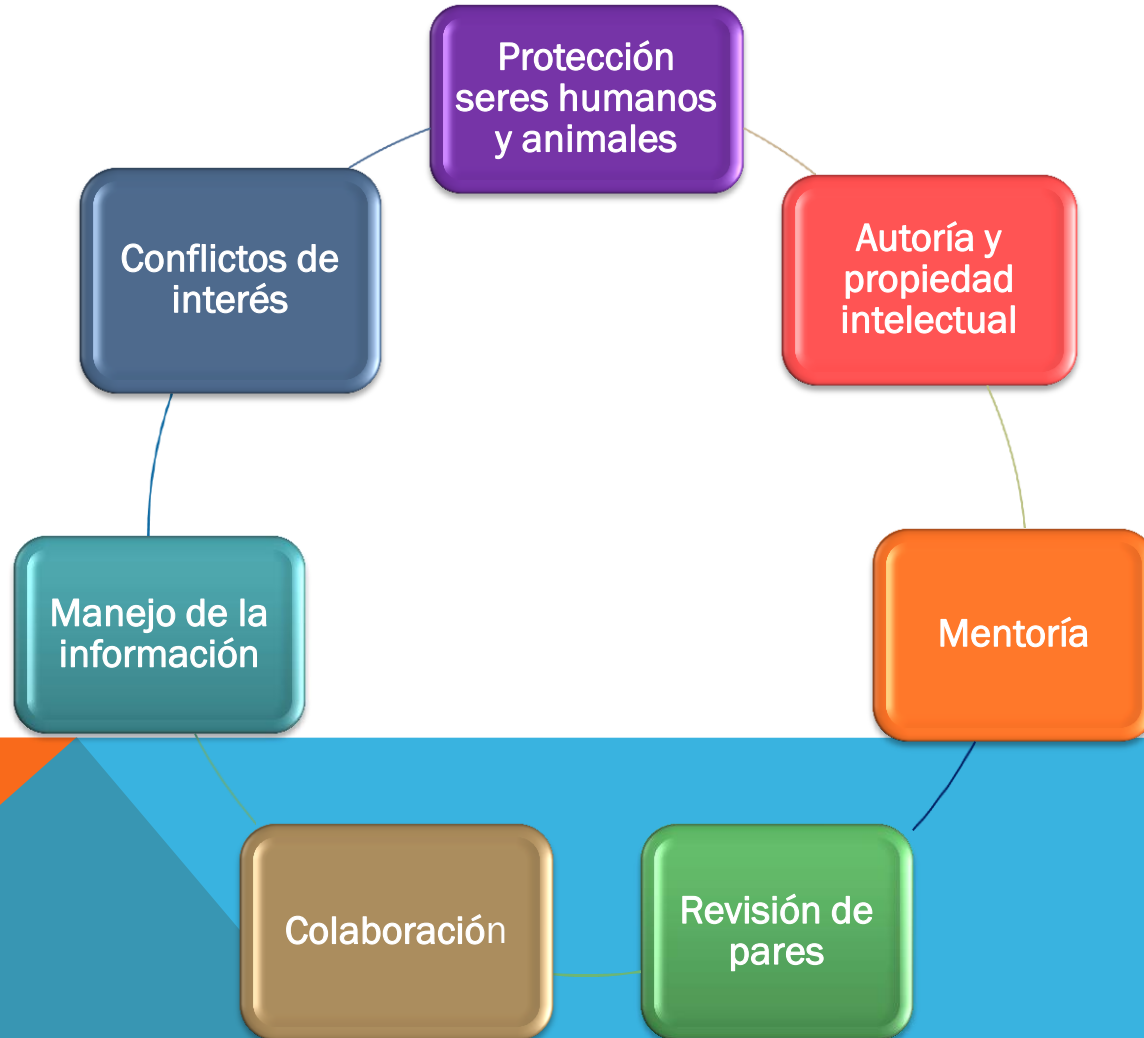 Protección
seres humanos
y animales
Autoría y
propiedad
intelectual
Mentoría
Revisión de
pares
Colaboración
Manejo de la
información
Conflictos de
interés